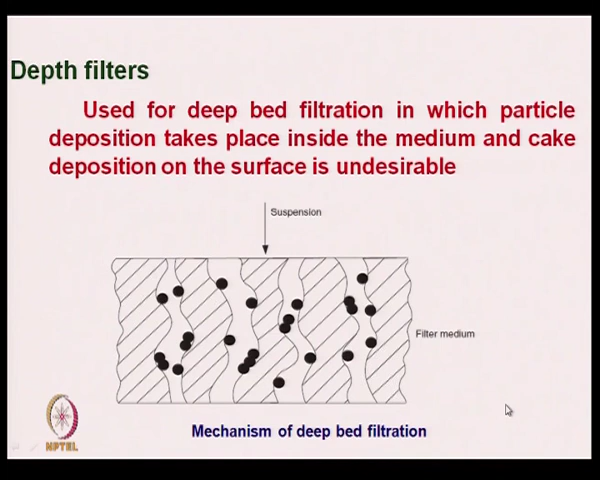 Depth filters
Used for deep bed filtration in which particle
deposition takes place inside the medium and cake
deposition on the surface is undesirable
Suspension
Filter medium
Mechanism of deep bed filtration
NPTEL